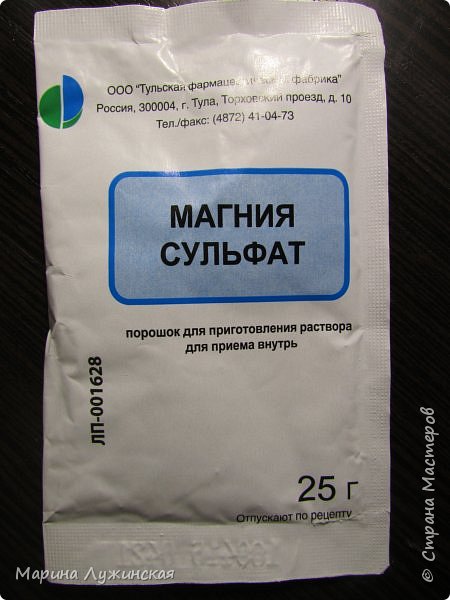 ООО "Тульская фармацевтическая фабрика"
Россия, 300004, г. Тула, Торховский проезд, д. 10
Тел./факс: (4872) 41-04-73
МАГНИЯ
СУЛЬФАТ
порошок для приготовления раствора
для приема внутрь
ЛП-001628
25 г
Отпускают по рецепту
Марина Лужинская
© Страна Мастеров